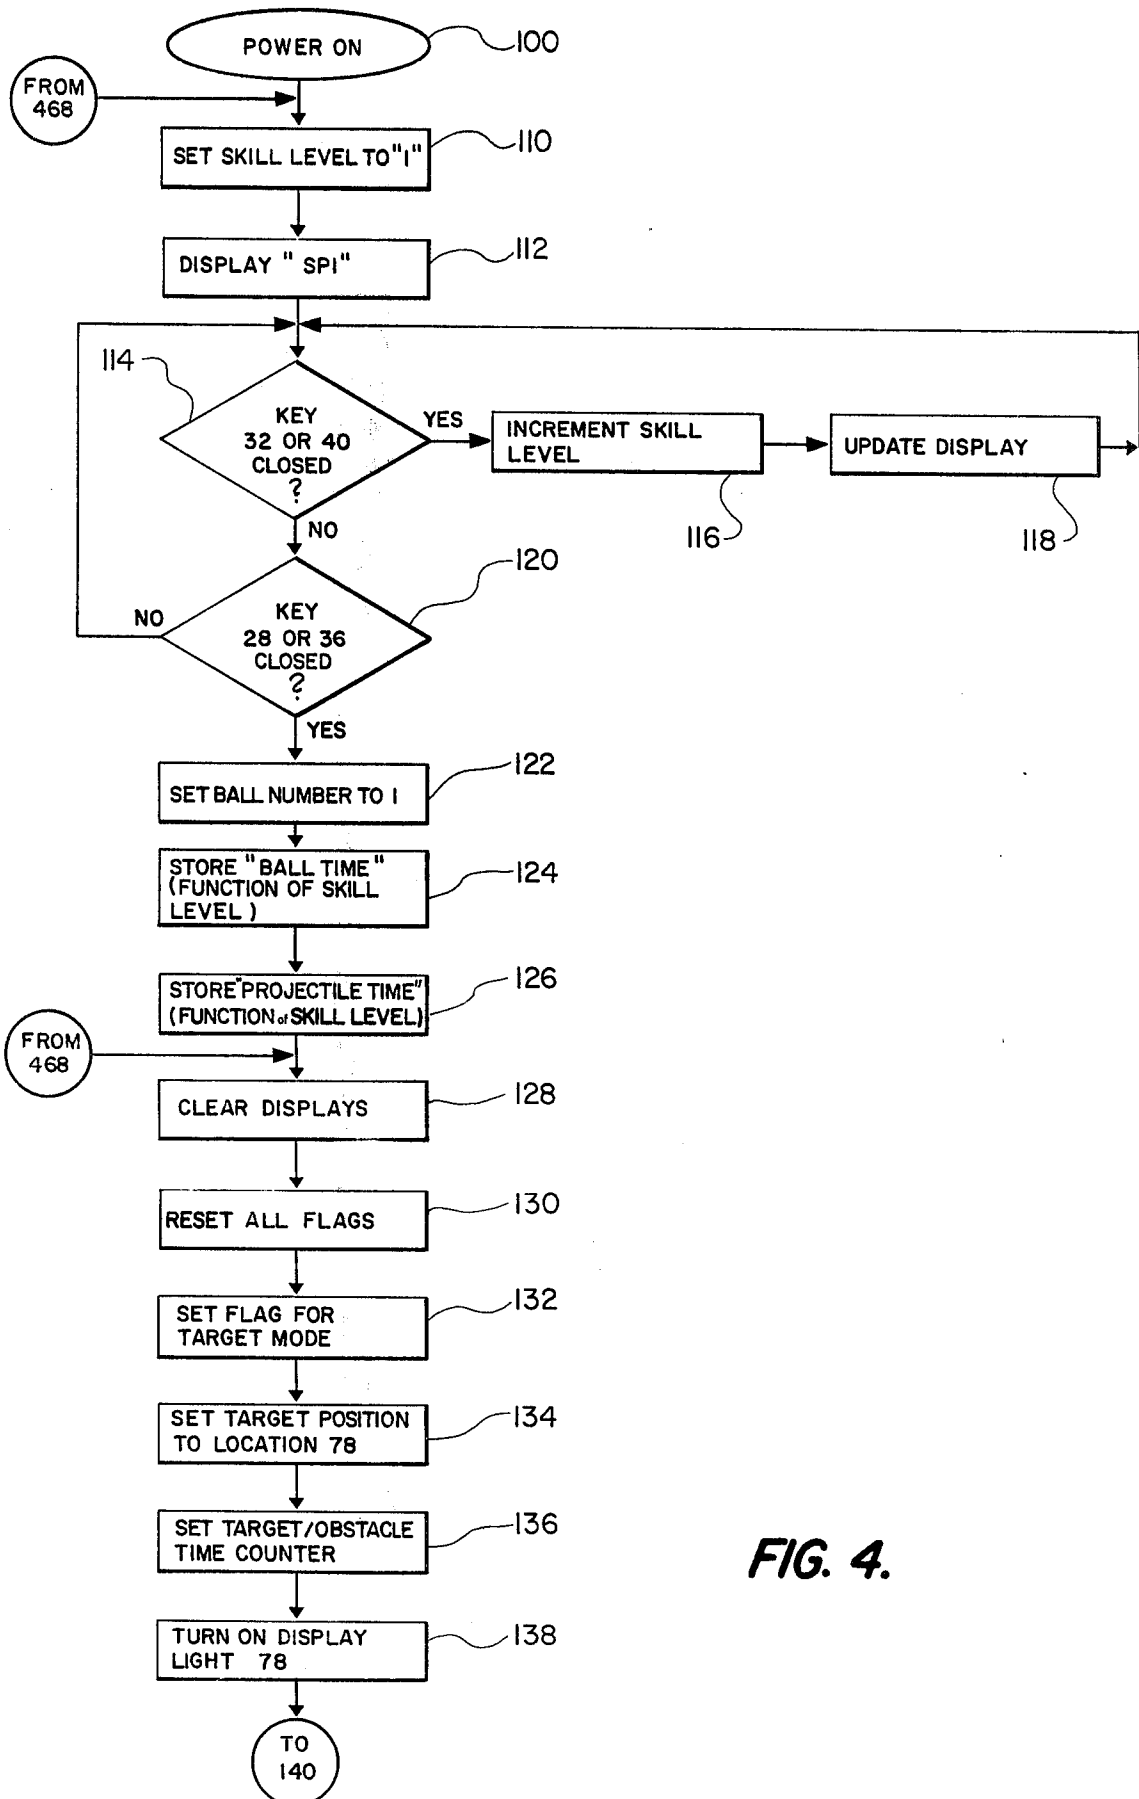 POWER ON
100
FROM
468
SET SKILL LEVEL TO "1"
110
DISPLAY " SP1"
112
114
KEY
32 OR 40
CLOSED
?
YES
INCREMENT SKILL
LEVEL
116
UPDATE DISPLAY
118
NO
120
KEY
28 OR 36
CLOSED
?
NO
YES
SET BALL NUMBER TO 1
122
STORE "BALL TIME"
(FUNCTION OF SKILL
LEVEL)
124
STORE "PROJECTILE TIME"
(FUNCTION of SKILL LEVEL)
126
FROM
468
CLEAR DISPLAYS
128
RESET ALL FLAGS
130
SET FLAG FOR
TARGET MODE
132
SET TARGET POSITION
TO LOCATION 78
134
SET TARGET/OBSTACLE
TIME COUNTER
136
TURN ON DISPLAY
LIGHT 78
138
TO
140
FIG. 4.